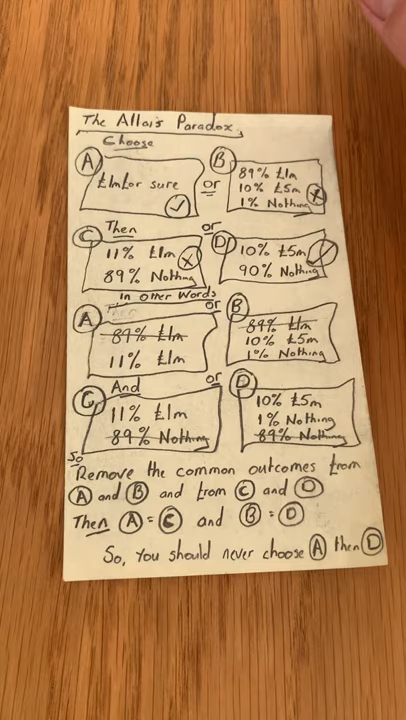 The Allais Paradox
Choose
A
£1m for sure
or
B
89% £1m
10% £5m
1% Nothing
Then
C
11% £1m
89% Nothing
or
D
10% £5m
90% Nothing
In other Words
A
89% £1m
11% £1m
or
B
89% £1m
10% £5m
1% Nothing
And
C
11% £1m
89% Nothing
or
D
10% £5m
1% Nothing
89% Nothing
So
Remove the common outcomes from
A and B and from C and D
Then A = C and B = D
So, You should never choose A then D